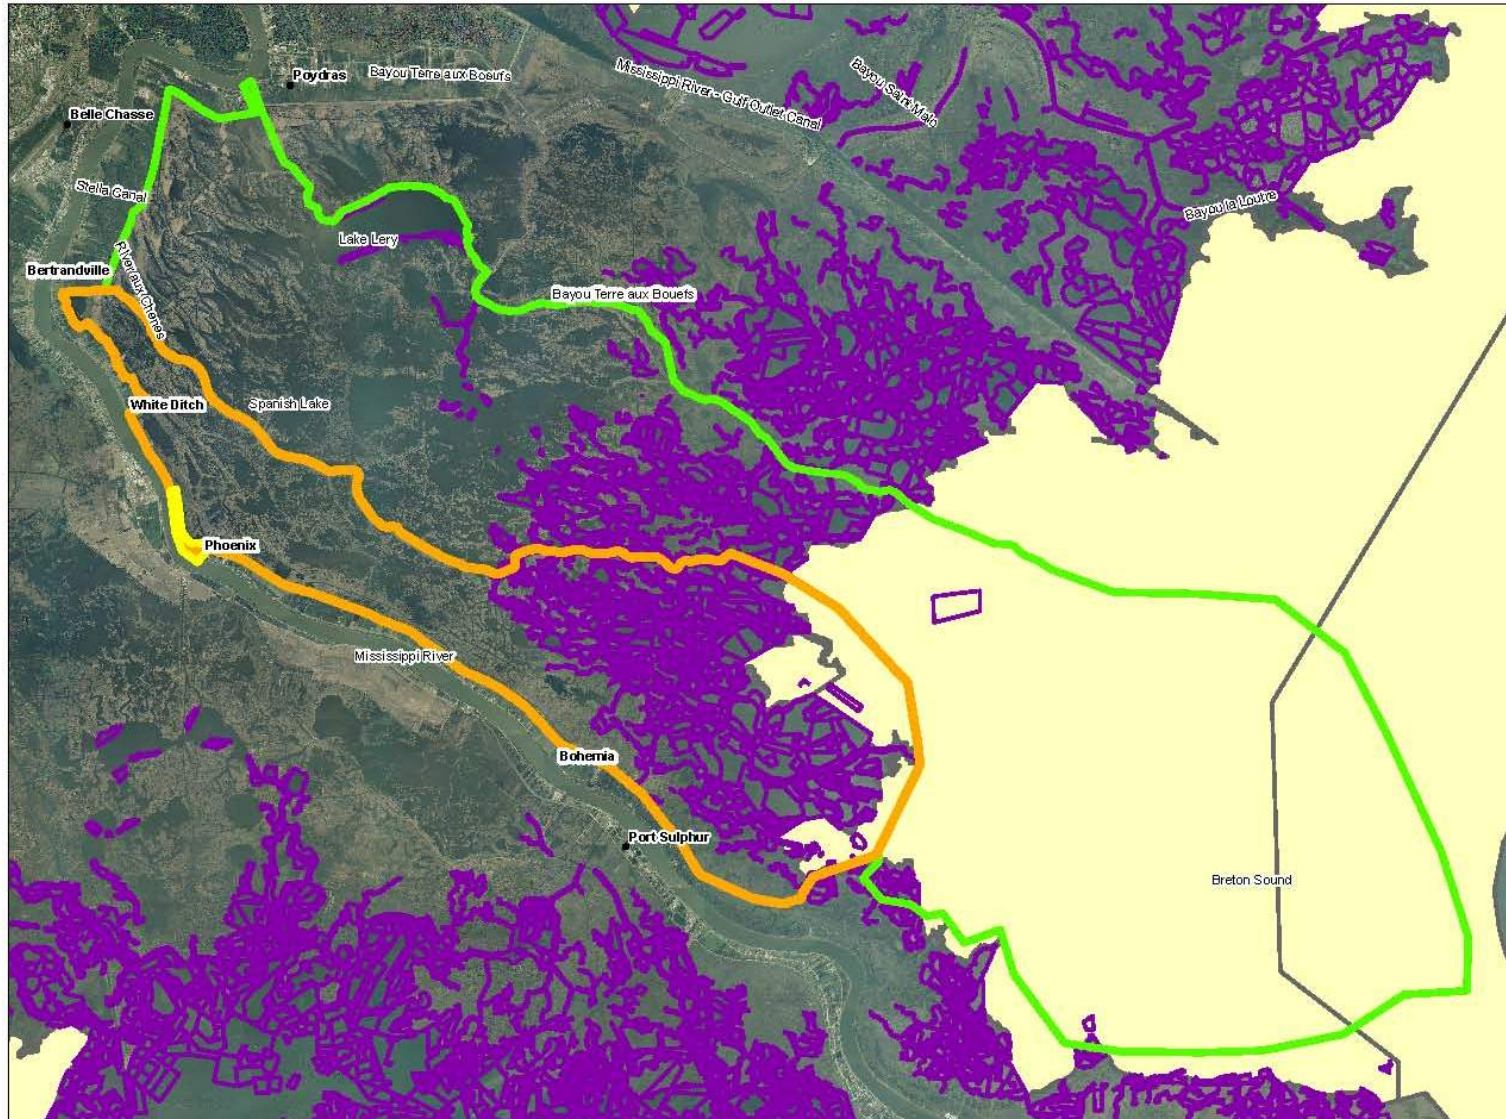 Poydras
Bayou Terre aux Boeufs
Mississippi River - Gulf Outlet Canal
Bayou Saint Malo
Belle Chasse
Stella Canal
Bayou la Loutre
Lake Lery
River aux Chenes
Bertrandville
Bayou Terre aux Bouefs
White Ditch
Spanish Lake
Phoenix
Mississippi River
Bohemia
Port Sulphur
Breton Sound